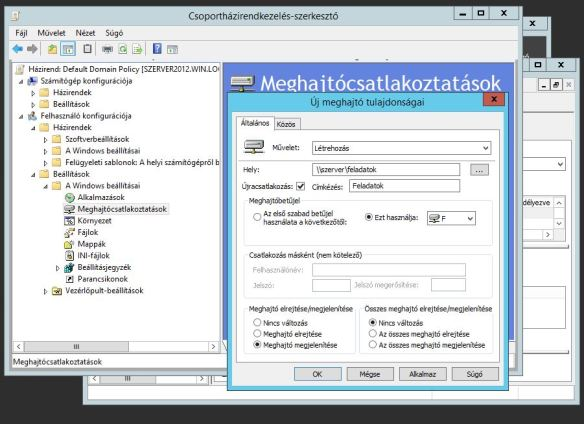 Csoportházirendkezelés-szerkesztő
Fájl Művelet Nézet Súgó
Házirend: Default Domain Policy [SZERVER2012.WIN.LO
Számítógép konfigurációja
Házirendek
Beállítások
Felhasználó konfigurációja
Házirendek
Szoftverbeállítások
A Windows beállításai
Felügyeleti sablonok: A helyi számítógépről b
Beállítások
A Windows beállításai
Alkalmazások
Meghajtócsatlakoztatások
Környezet
Fájlok
Mappák
INI-fájlok
Beállításjegyzék
Parancsikonok
Vezérlőpult-beállítások
Meghajtócsatlakoztatások
Meghajtócsatlakoztatások
Új meghajtó tulajdonságai
Általános Közös
Művelet: Létrehozás
Hely: \\szerver\feladatok ...
Újracsatlakozás: Címkézés: Feladatok
Meghajtóbetűjel
Az első szabad betűjel használata a következőtől:
Ezt használja: F
Csatlakozás másként (nem kötelező)
Felhasználónév:
Jelszó: Jelszó megerősítése:
Meghajtó elrejtése/megjelenítése
Nincs változás
Meghajtó elrejtése
Meghajtó megjelenítése
Összes meghajtó elrejtése/megjelenítése
Nincs változás
Az összes meghajtó elrejtése
Az összes meghajtó megjelenítése
OK Mégse Alkalmaz Súgó